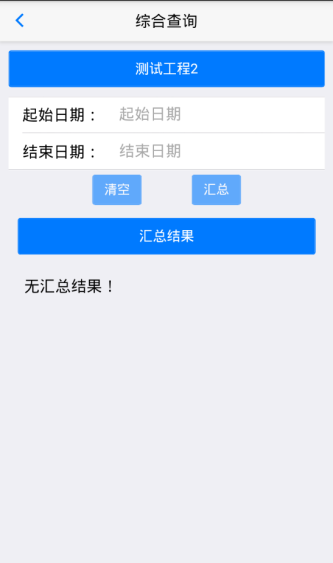 综合查询
测试工程2
起始日期： 起始日期
结束日期： 结束日期
清空 汇总
汇总结果
无汇总结果！